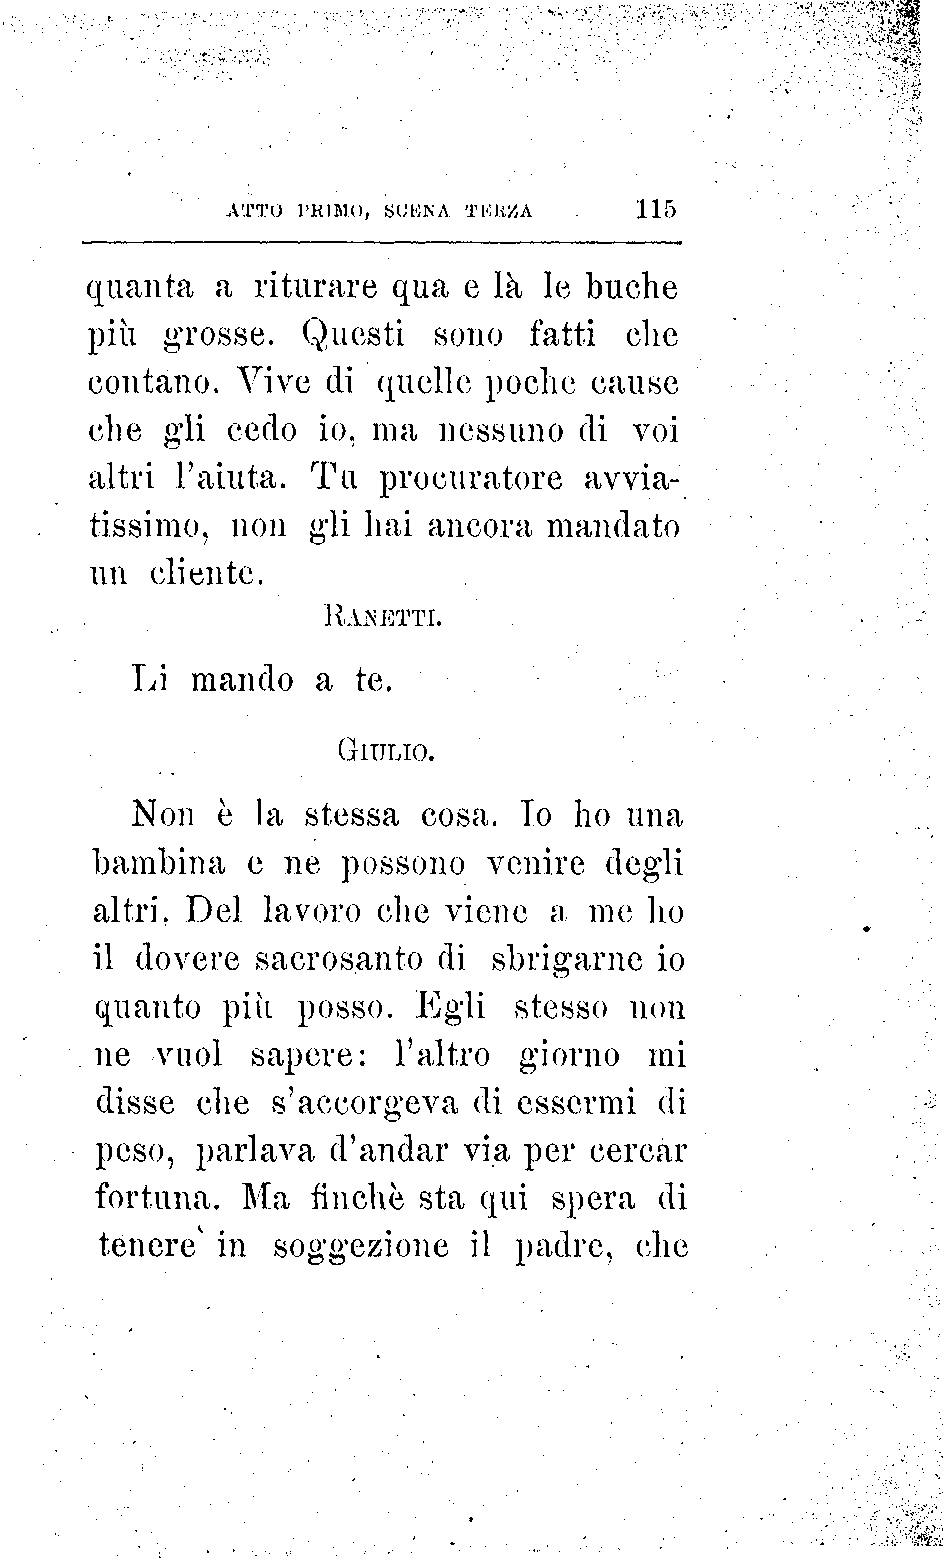 ATTO PRIMO, SCENA TERZA 115
quanta a riturare qua e là le buche
più grosse. Questi sono fatti che
contano. Vive di quelle poche cause
che gli cedo io, ma nessuno di voi
altri l'aiuta. Tu procuratore avvia-
tissimo, non gli hai ancora mandato
un cliente.
RANETTI.
Li mando a te.
GIULIO.
Non è la stessa cosa. Io ho una
bambina e ne possono venire degli
altri. Del lavoro che viene a me ho
il dovere sacrosanto di sbrigarne io
quanto più posso. Egli stesso non
ne vuol sapere: l'altro giorno mi
disse che s'accorgeva di essermi di
peso, parlava d'andar via per cercar
fortuna. Ma finchè sta qui spera di
tenere in soggezione il padre, che